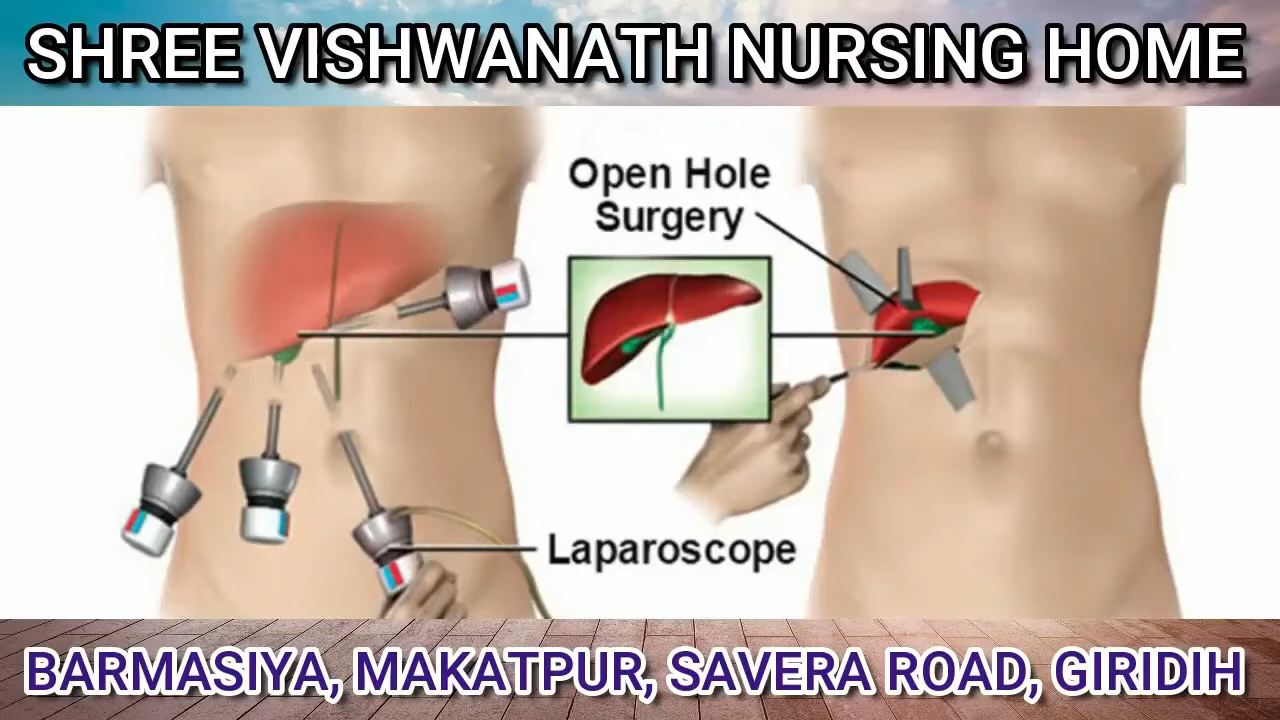 SHREE VISHWANATH NURSING HOME
Open Hole
Surgery
Laparoscope
BARMASIYA, MAKATPUR, SAVERA ROAD, GIRIDIH